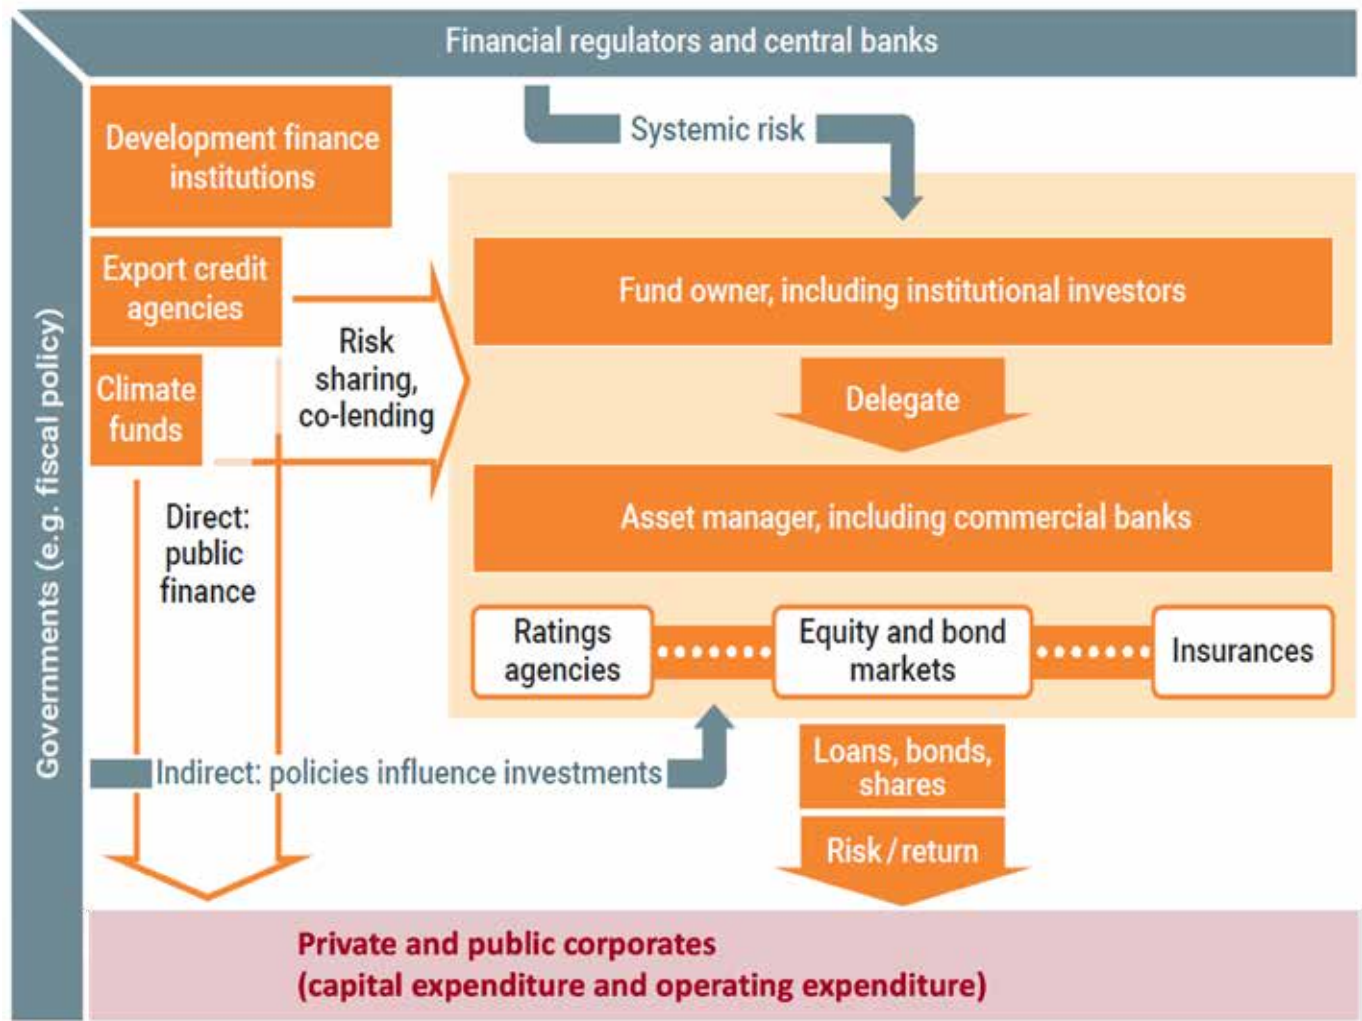 Financial regulators and central banks
Governments (e.g. fiscal policy)
Development finance
institutions
Systemic risk
Export credit
agencies
Climate
funds
Risk
sharing,
co-lending
Fund owner, including institutional investors
Delegate
Asset manager, including commercial banks
Direct:
public
finance
Ratings
agencies
Equity and bond
markets
Insurances
Indirect: policies influence investments
Loans, bonds,
shares
Risk/return
Private and public corporates
(capital expenditure and operating expenditure)